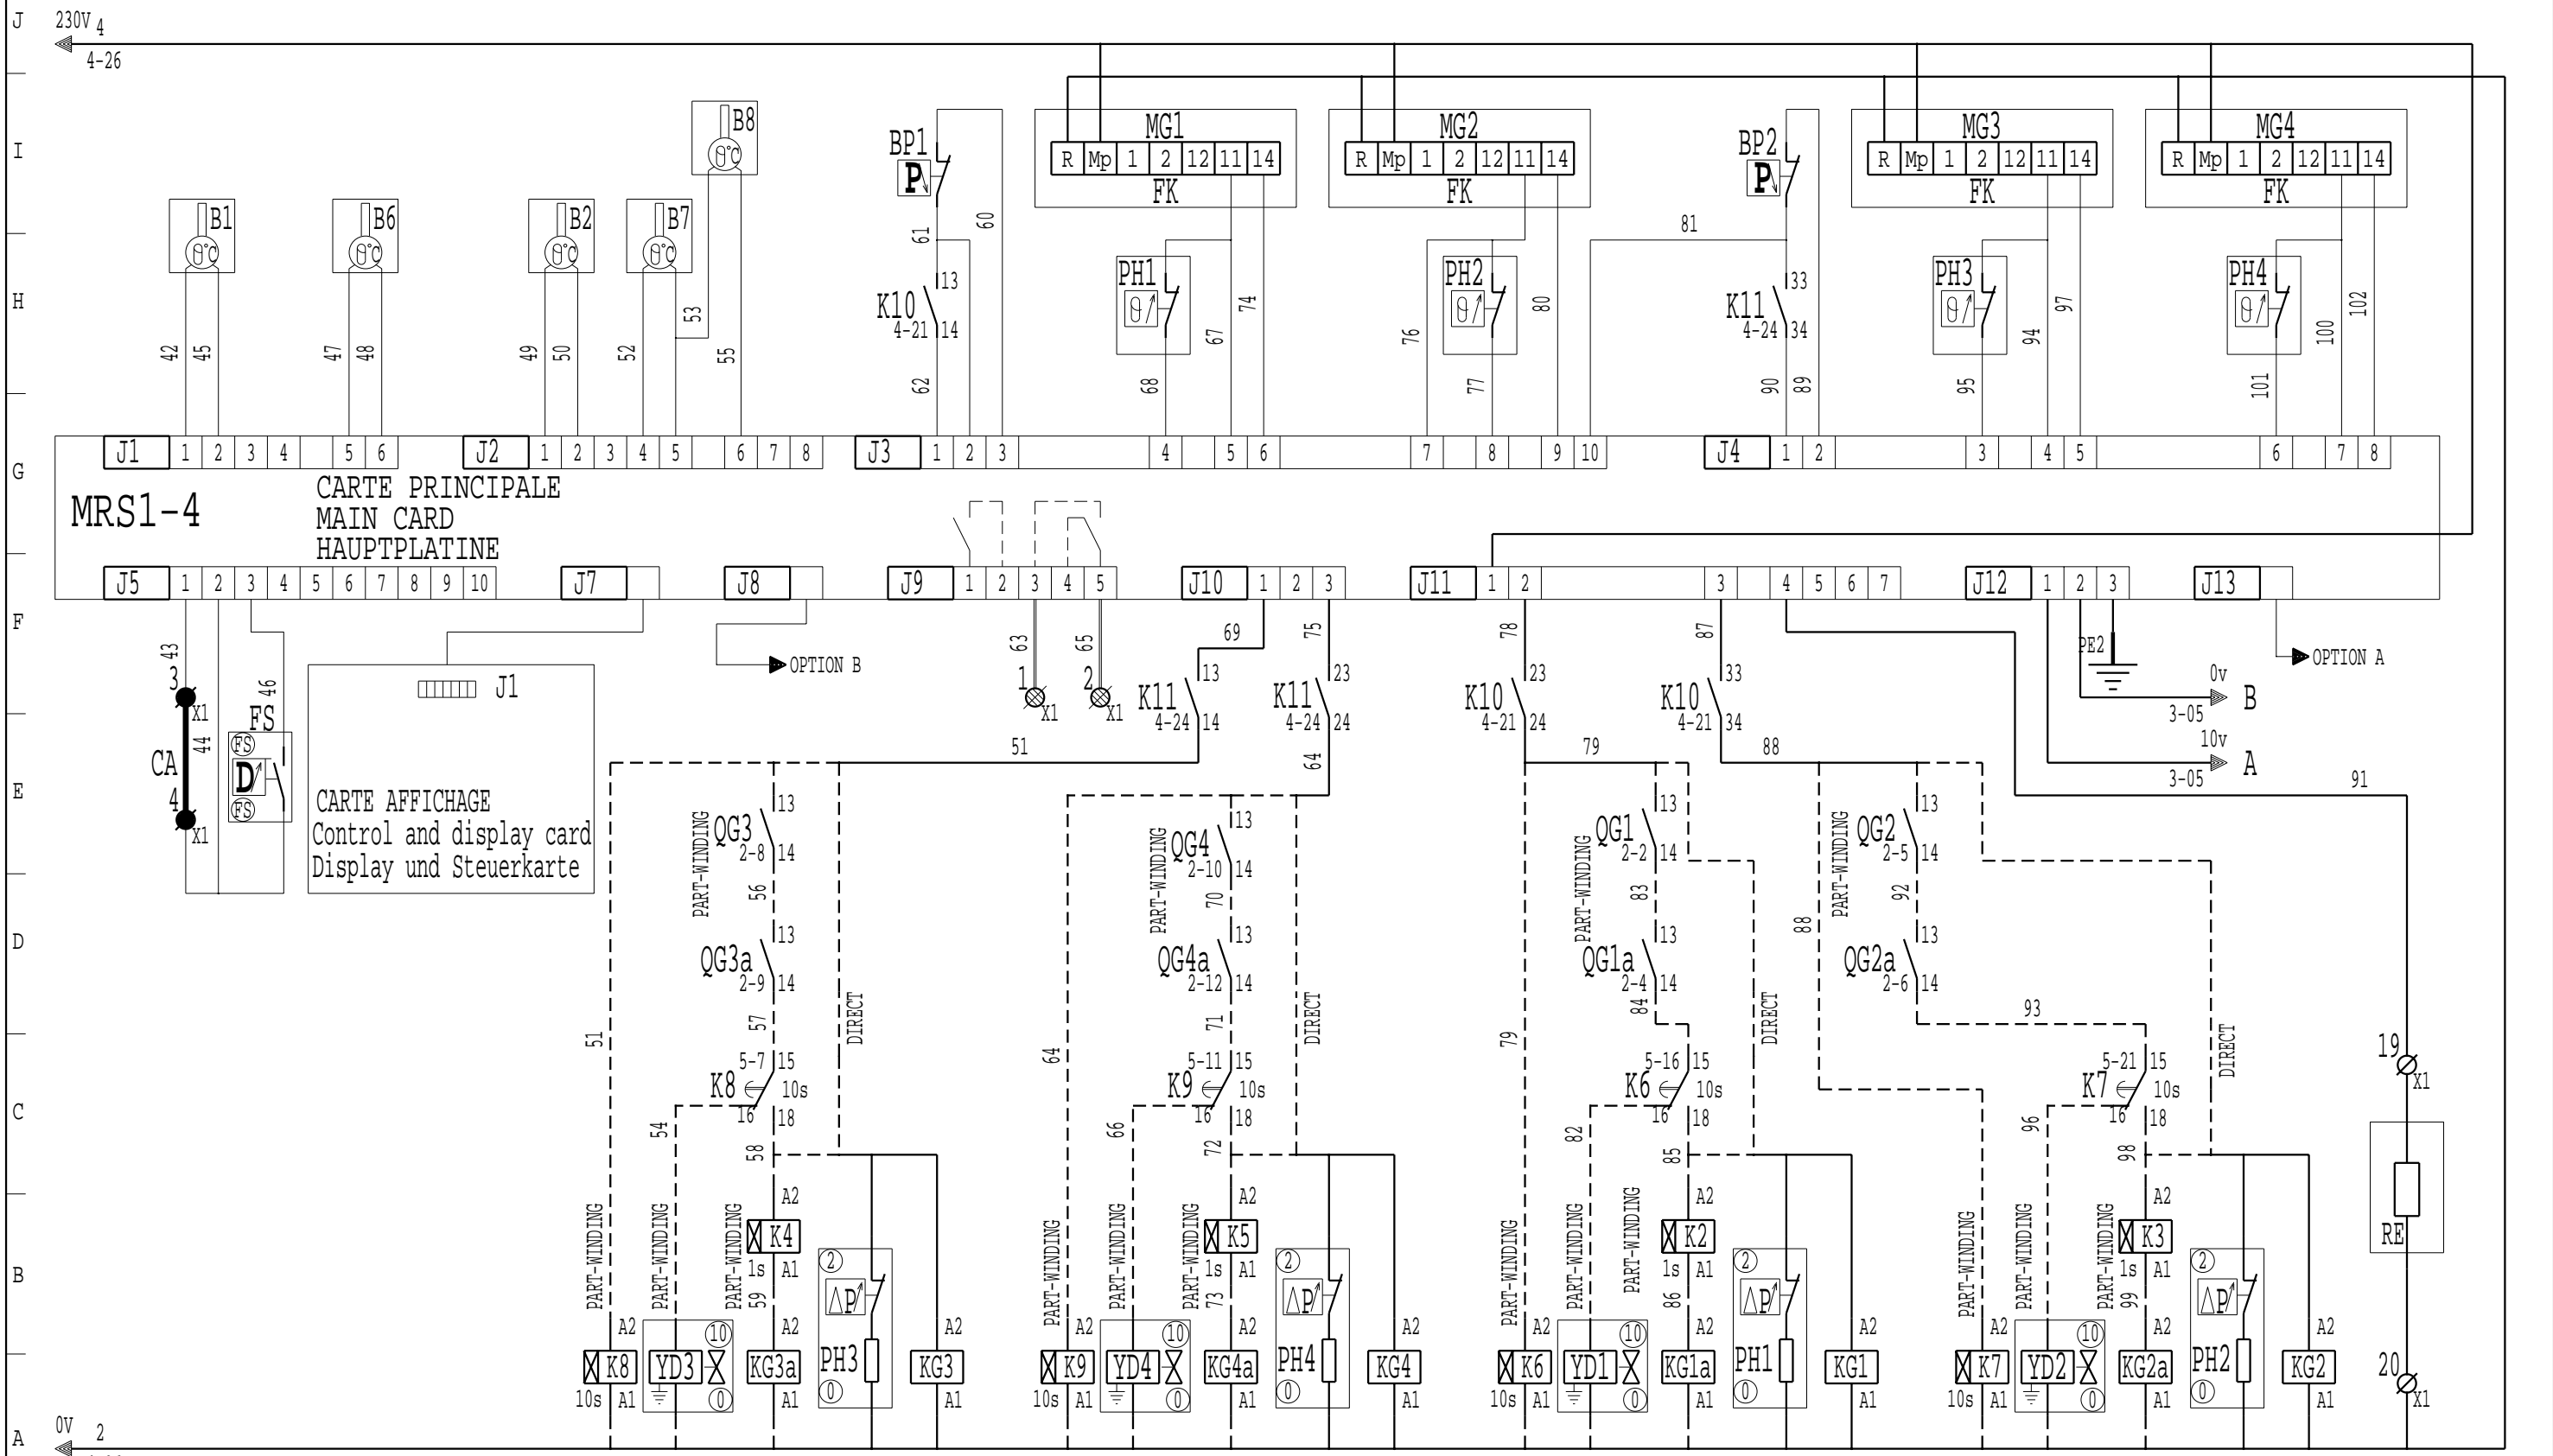 J 230V 4
4-26
I
H
G
F
E
D
C
B
A
B1
θ°C
B6
θ°C
B2
θ°C
B7
θ°C
B8
θ°C
BP1
P
61
60
MG1
R Mp 1 2 12 11 14
FK
MG2
R Mp 1 2 12 11 14
FK
BP2
P
81
MG3
R Mp 1 2 12 11 14
FK
MG4
R Mp 1 2 12 11 14
FK
42 45 47 48 49 50 52 53 55
K10 13
4-21 14
62
PH1
θ
68 67 74
76
PH2
θ
77 80
K11 33
4-24 34
90 89
PH3
θ
95 94 97
PH4
θ
101 100 102
J1 1 2 3 4 5 6
J2 1 2 3 4 5 6 7 8
J3 1 2 3 4 5 6 7 8 9 10
J4 1 2 3 4 5 6 7 8
MRS1-4
CARTE PRINCIPALE
MAIN CARD
HAUPTPLATINE
J5 1 2 3 4 5 6 7 8 9 10
J7
J8
J9 1 2 3 4 5
J10 1 2 3
J11 1 2 3 4 5 6 7
J12 1 2 3
J13
43
3
X1
CA
44
4
X1
46
FS
FS
D
FS
J1
CARTE AFFICHAGE
Control and display card
Display und Steuerkarte
OPTION B
63
1
X1
65
2
X1
69
K11 13
4-24 14
75
K11 23
4-24 24
78
K10 23
4-21 24
87
K10 33
4-21 34
PE2
0v
B
3-05
10v
A
3-05
OPTION A
91
51
64
79
88
PART-WINDING
QG3 13
2-8 14
56
QG3a 13
2-9 14
57
DIRECT
51
5-7 15
K8 10s
16 18
54
58
PART-WINDING
PART-WINDING
PART-WINDING
A2
K4
1s A1
59
A2
K8
10s A1
YD3
10
0
A2
KG3a
A1
2
ΔP
PH3
0
A2
KG3
A1
PART-WINDING
QG4 13
2-10 14
70
QG4a 13
2-12 14
71
DIRECT
64
5-11 15
K9 10s
16 18
66
72
PART-WINDING
PART-WINDING
PART-WINDING
A2
K5
1s A1
73
A2
K9
10s A1
YD4
10
0
A2
KG4a
A1
2
ΔP
PH4
0
A2
KG4
A1
PART-WINDING
QG1 13
2-2 14
83
QG1a 13
2-4 14
84
DIRECT
79
5-16 15
K6 10s
16 18
82
85
PART-WINDING
PART-WINDING
PART-WINDING
A2
K2
1s A1
86
A2
K6
10s A1
YD1
10
0
A2
KG1a
A1
2
ΔP
PH1
0
A2
KG1
A1
PART-WINDING
QG2 13
2-5 14
92
88
QG2a 13
2-6 14
93
DIRECT
5-21 15
K7 10s
16 18
96
98
PART-WINDING
PART-WINDING
PART-WINDING
A2
K3
1s A1
99
A2
K7
10s A1
YD2
10
0
A2
KG2a
A1
2
ΔP
PH2
0
A2
KG2
A1
19
X1
RE
20
X1
0V 2